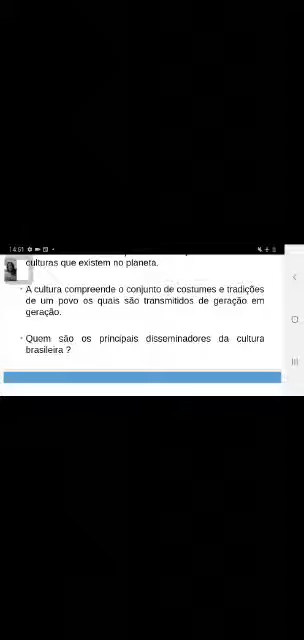 14:51
culturas que existem no planeta.
• A cultura compreende o conjunto de costumes e tradições
de um povo os quais são transmitidos de geração em
geração.
• Quem são os principais disseminadores da cultura
brasileira ?